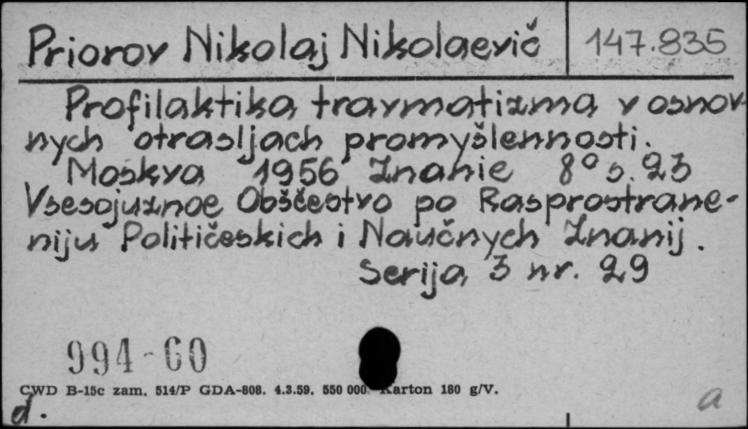 Priorov Nikolaj Nikolaevič 147.835
Profilaktika travmatizma v osnov
nych otrasljach promyšlennosti.
Moskva 1956 Znanie 8° s. 23
Vsesojuznoe Obščestvo po Rasprostrane-
niju Političeskich i Naučnych Znanij.
Serija 3 nr. 29
994-60
CWD B-15c zam. 514/P GDA-808. 4.3.59. 550 000. Karton 180 g/V.
d. a